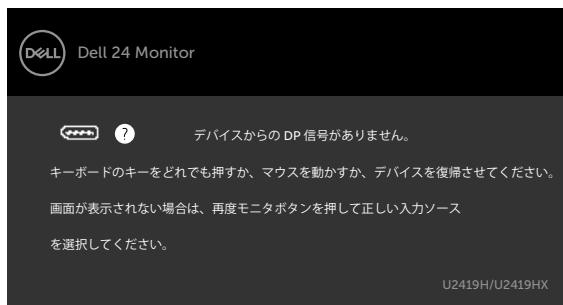 DELL
Dell 24 Monitor
?
デバイスからの DP 信号がありません。
キーボードのキーをどれでも押すか、マウスを動かすか、デバイスを復帰させてください。
画面が表示されない場合は、再度モニタボタンを押して正しい入力ソース
を選択してください。
U2419H/U2419HX